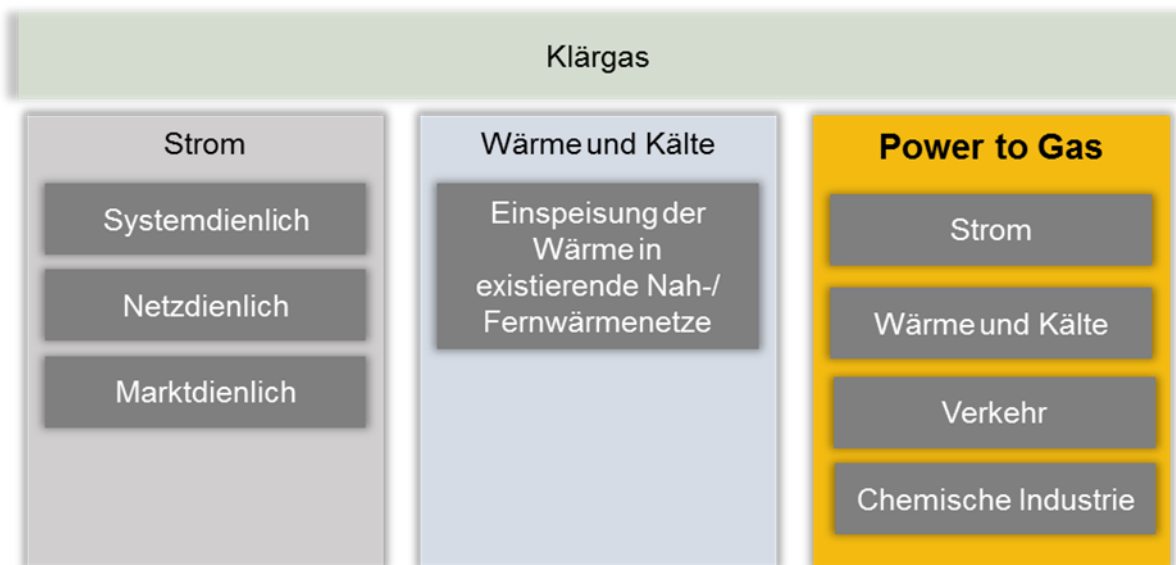 Klärgas
Strom
Systemdienlich
Netzdienlich
Marktdienlich
Wärme und Kälte
Einspeisung der
Wärme in
existierende Nah-/
Fernwärmenetze
Power to Gas
Strom
Wärme und Kälte
Verkehr
Chemische Industrie